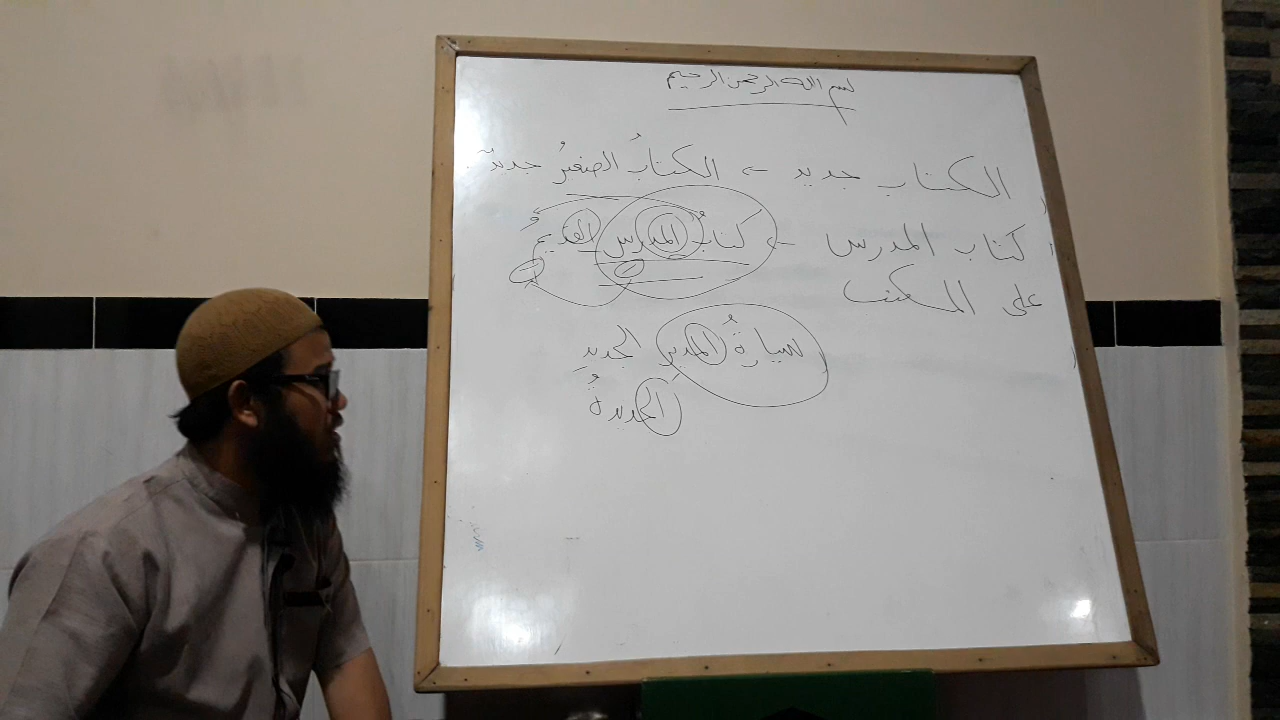 بسم الله الرحمن الرحيم
الكتاب جديد ← الكتابُ الصغيرُ جديدٌ
كتاب المدرس ← كتابُ المدرسِ القديمُ
على المكتب
سيارةُ المدير الجديدِ
الجديدةُ